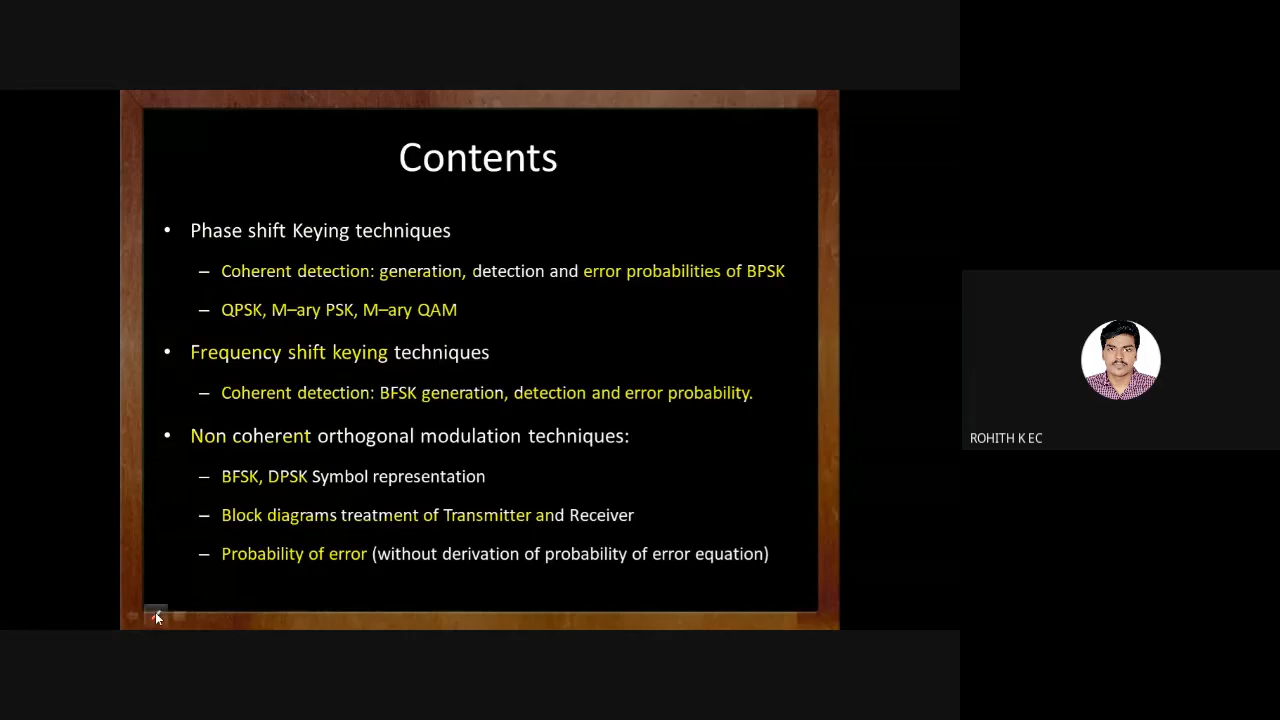 Contents
• Phase shift Keying techniques
– Coherent detection: generation, detection and error probabilities of BPSK
– QPSK, M–ary PSK, M–ary QAM
• Frequency shift keying techniques
– Coherent detection: BFSK generation, detection and error probability.
• Non coherent orthogonal modulation techniques:
– BFSK, DPSK Symbol representation
– Block diagrams treatment of Transmitter and Receiver
– Probability of error (without derivation of probability of error equation)
ROHITH K EC